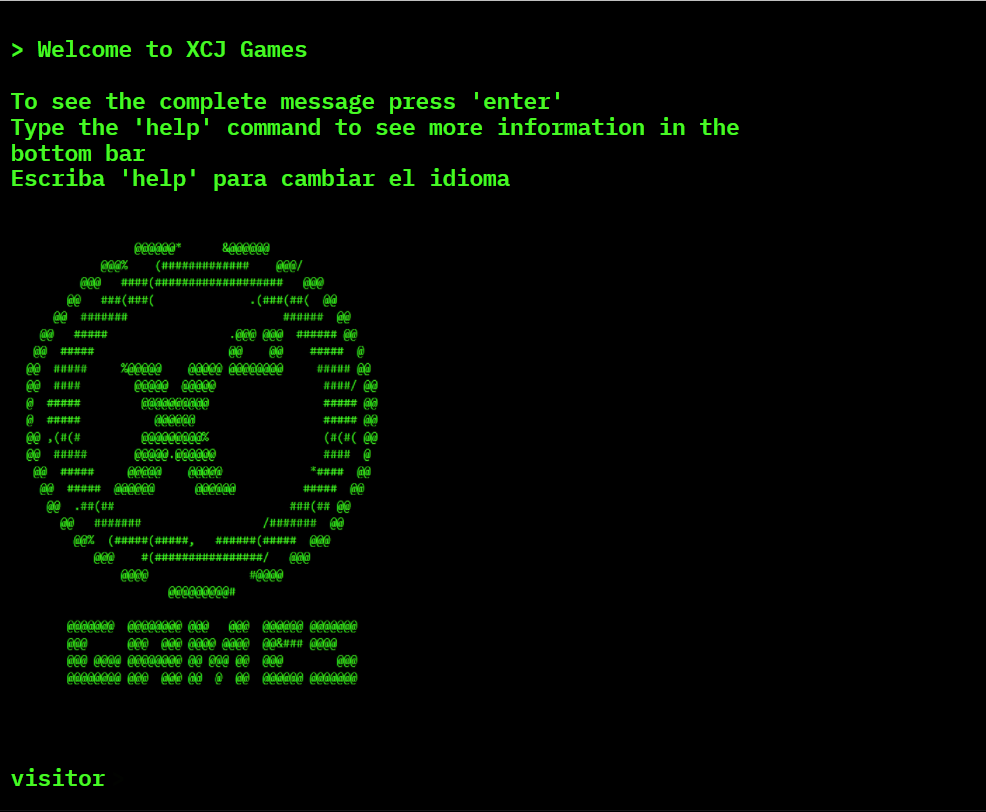 > Welcome to XCJ Games
To see the complete message press 'enter'
Type the 'help' command to see more information in the
bottom bar
Escriba 'help' para cambiar el idioma
GAMES
visitor